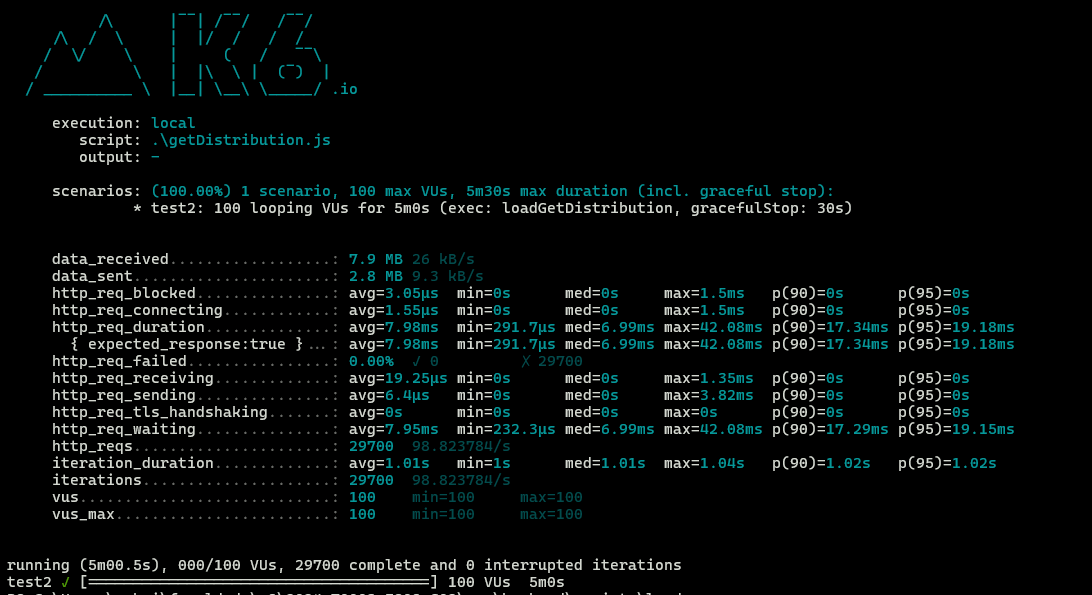 .io
execution: local
script: .\getDistribution.js
output: -
scenarios: (100.00%) 1 scenario, 100 max VUs, 5m30s max duration (incl. graceful stop):
* test2: 100 looping VUs for 5m0s (exec: loadGetDistribution, gracefulStop: 30s)
data_received..................: 7.9 MB 26 kB/s
data_sent......................: 2.8 MB 9.3 kB/s
http_req_blocked...............: avg=3.05µs min=0s med=0s max=1.5ms p(90)=0s p(95)=0s
http_req_connecting............: avg=1.55µs min=0s med=0s max=1.5ms p(90)=0s p(95)=0s
http_req_duration..............: avg=7.98ms min=291.7µs med=6.99ms max=42.08ms p(90)=17.34ms p(95)=19.18ms
{ expected_response:true }...: avg=7.98ms min=291.7µs med=6.99ms max=42.08ms p(90)=17.34ms p(95)=19.18ms
http_req_failed................: 0.00% ✓ 0 ✗ 29700
http_req_receiving.............: avg=19.25µs min=0s med=0s max=1.35ms p(90)=0s p(95)=0s
http_req_sending...............: avg=6.4µs min=0s med=0s max=3.82ms p(90)=0s p(95)=0s
http_req_tls_handshaking.......: avg=0s min=0s med=0s max=0s p(90)=0s p(95)=0s
http_req_waiting...............: avg=7.95ms min=232.3µs med=6.99ms max=42.08ms p(90)=17.29ms p(95)=19.15ms
http_reqs......................: 29700 98.823784/s
iteration_duration.............: avg=1.01s min=1s med=1.01s max=1.04s p(90)=1.02s p(95)=1.02s
iterations.....................: 29700 98.823784/s
vus............................: 100 min=100 max=100
vus_max........................: 100 min=100 max=100
running (5m00.5s), 000/100 VUs, 29700 complete and 0 interrupted iterations
test2 ✓ [======================================] 100 VUs 5m0s